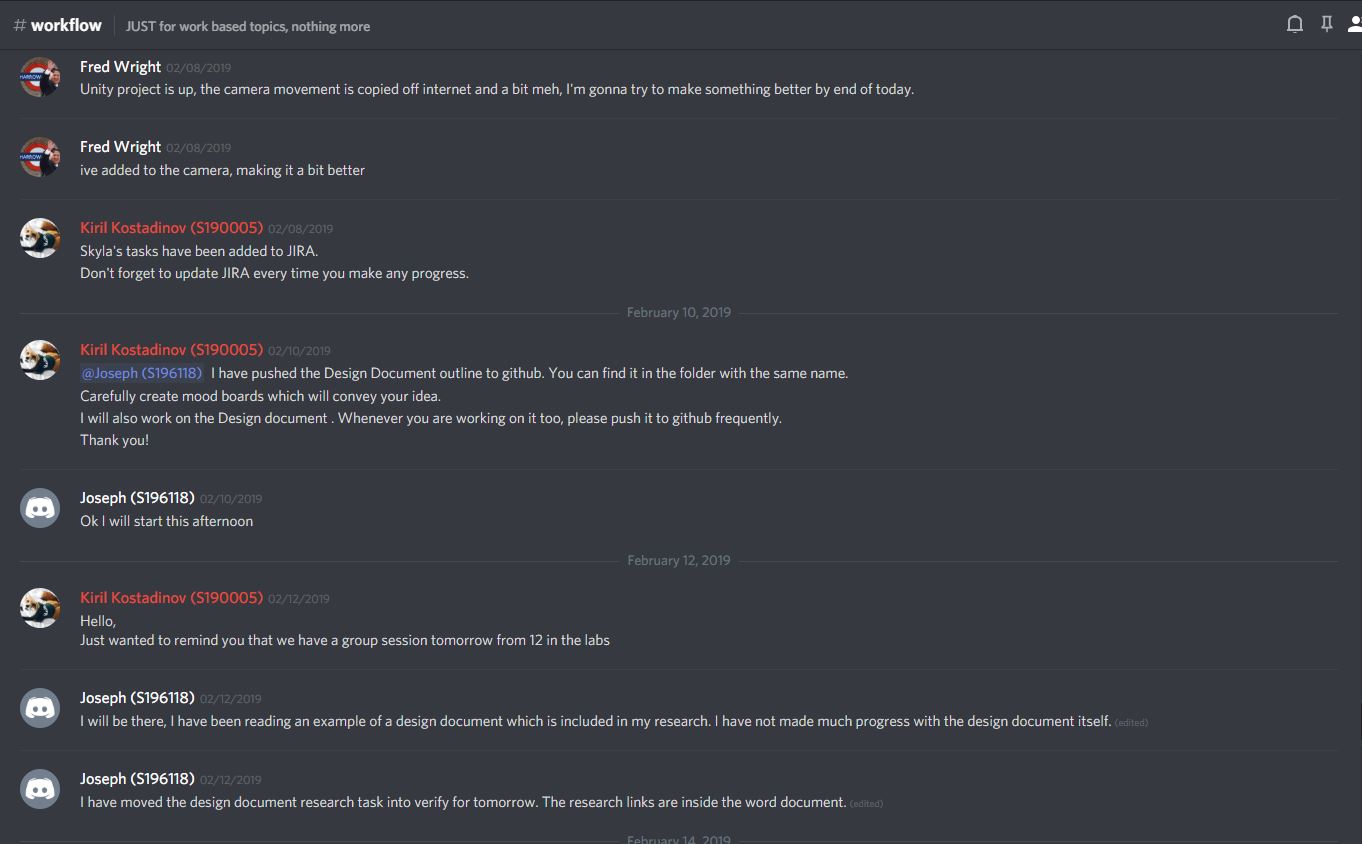 # workflow JUST for work based topics, nothing more
HARROW
Fred Wright 02/08/2019
Unity project is up, the camera movement is copied off internet and a bit meh, I'm gonna try to make something better by end of today.
HARROW
Fred Wright 02/08/2019
ive added to the camera, making it a bit better
Kiril Kostadinov (S190005) 02/08/2019
Skyla's tasks have been added to JIRA.
Don't forget to update JIRA every time you make any progress.
February 10, 2019
Kiril Kostadinov (S190005) 02/10/2019
@Joseph (S196118) I have pushed the Design Document outline to github. You can find it in the folder with the same name.
Carefully create mood boards which will convey your idea.
I will also work on the Design document . Whenever you are working on it too, please push it to github frequently.
Thank you!
Joseph (S196118) 02/10/2019
Ok I will start this afternoon
February 12, 2019
Kiril Kostadinov (S190005) 02/12/2019
Hello,
Just wanted to remind you that we have a group session tomorrow from 12 in the labs
Joseph (S196118) 02/12/2019
I will be there, I have been reading an example of a design document which is included in my research. I have not made much progress with the design document itself. (edited)
Joseph (S196118) 02/12/2019
I have moved the design document research task into verify for tomorrow. The research links are inside the word document. (edited)
February 14, 2019